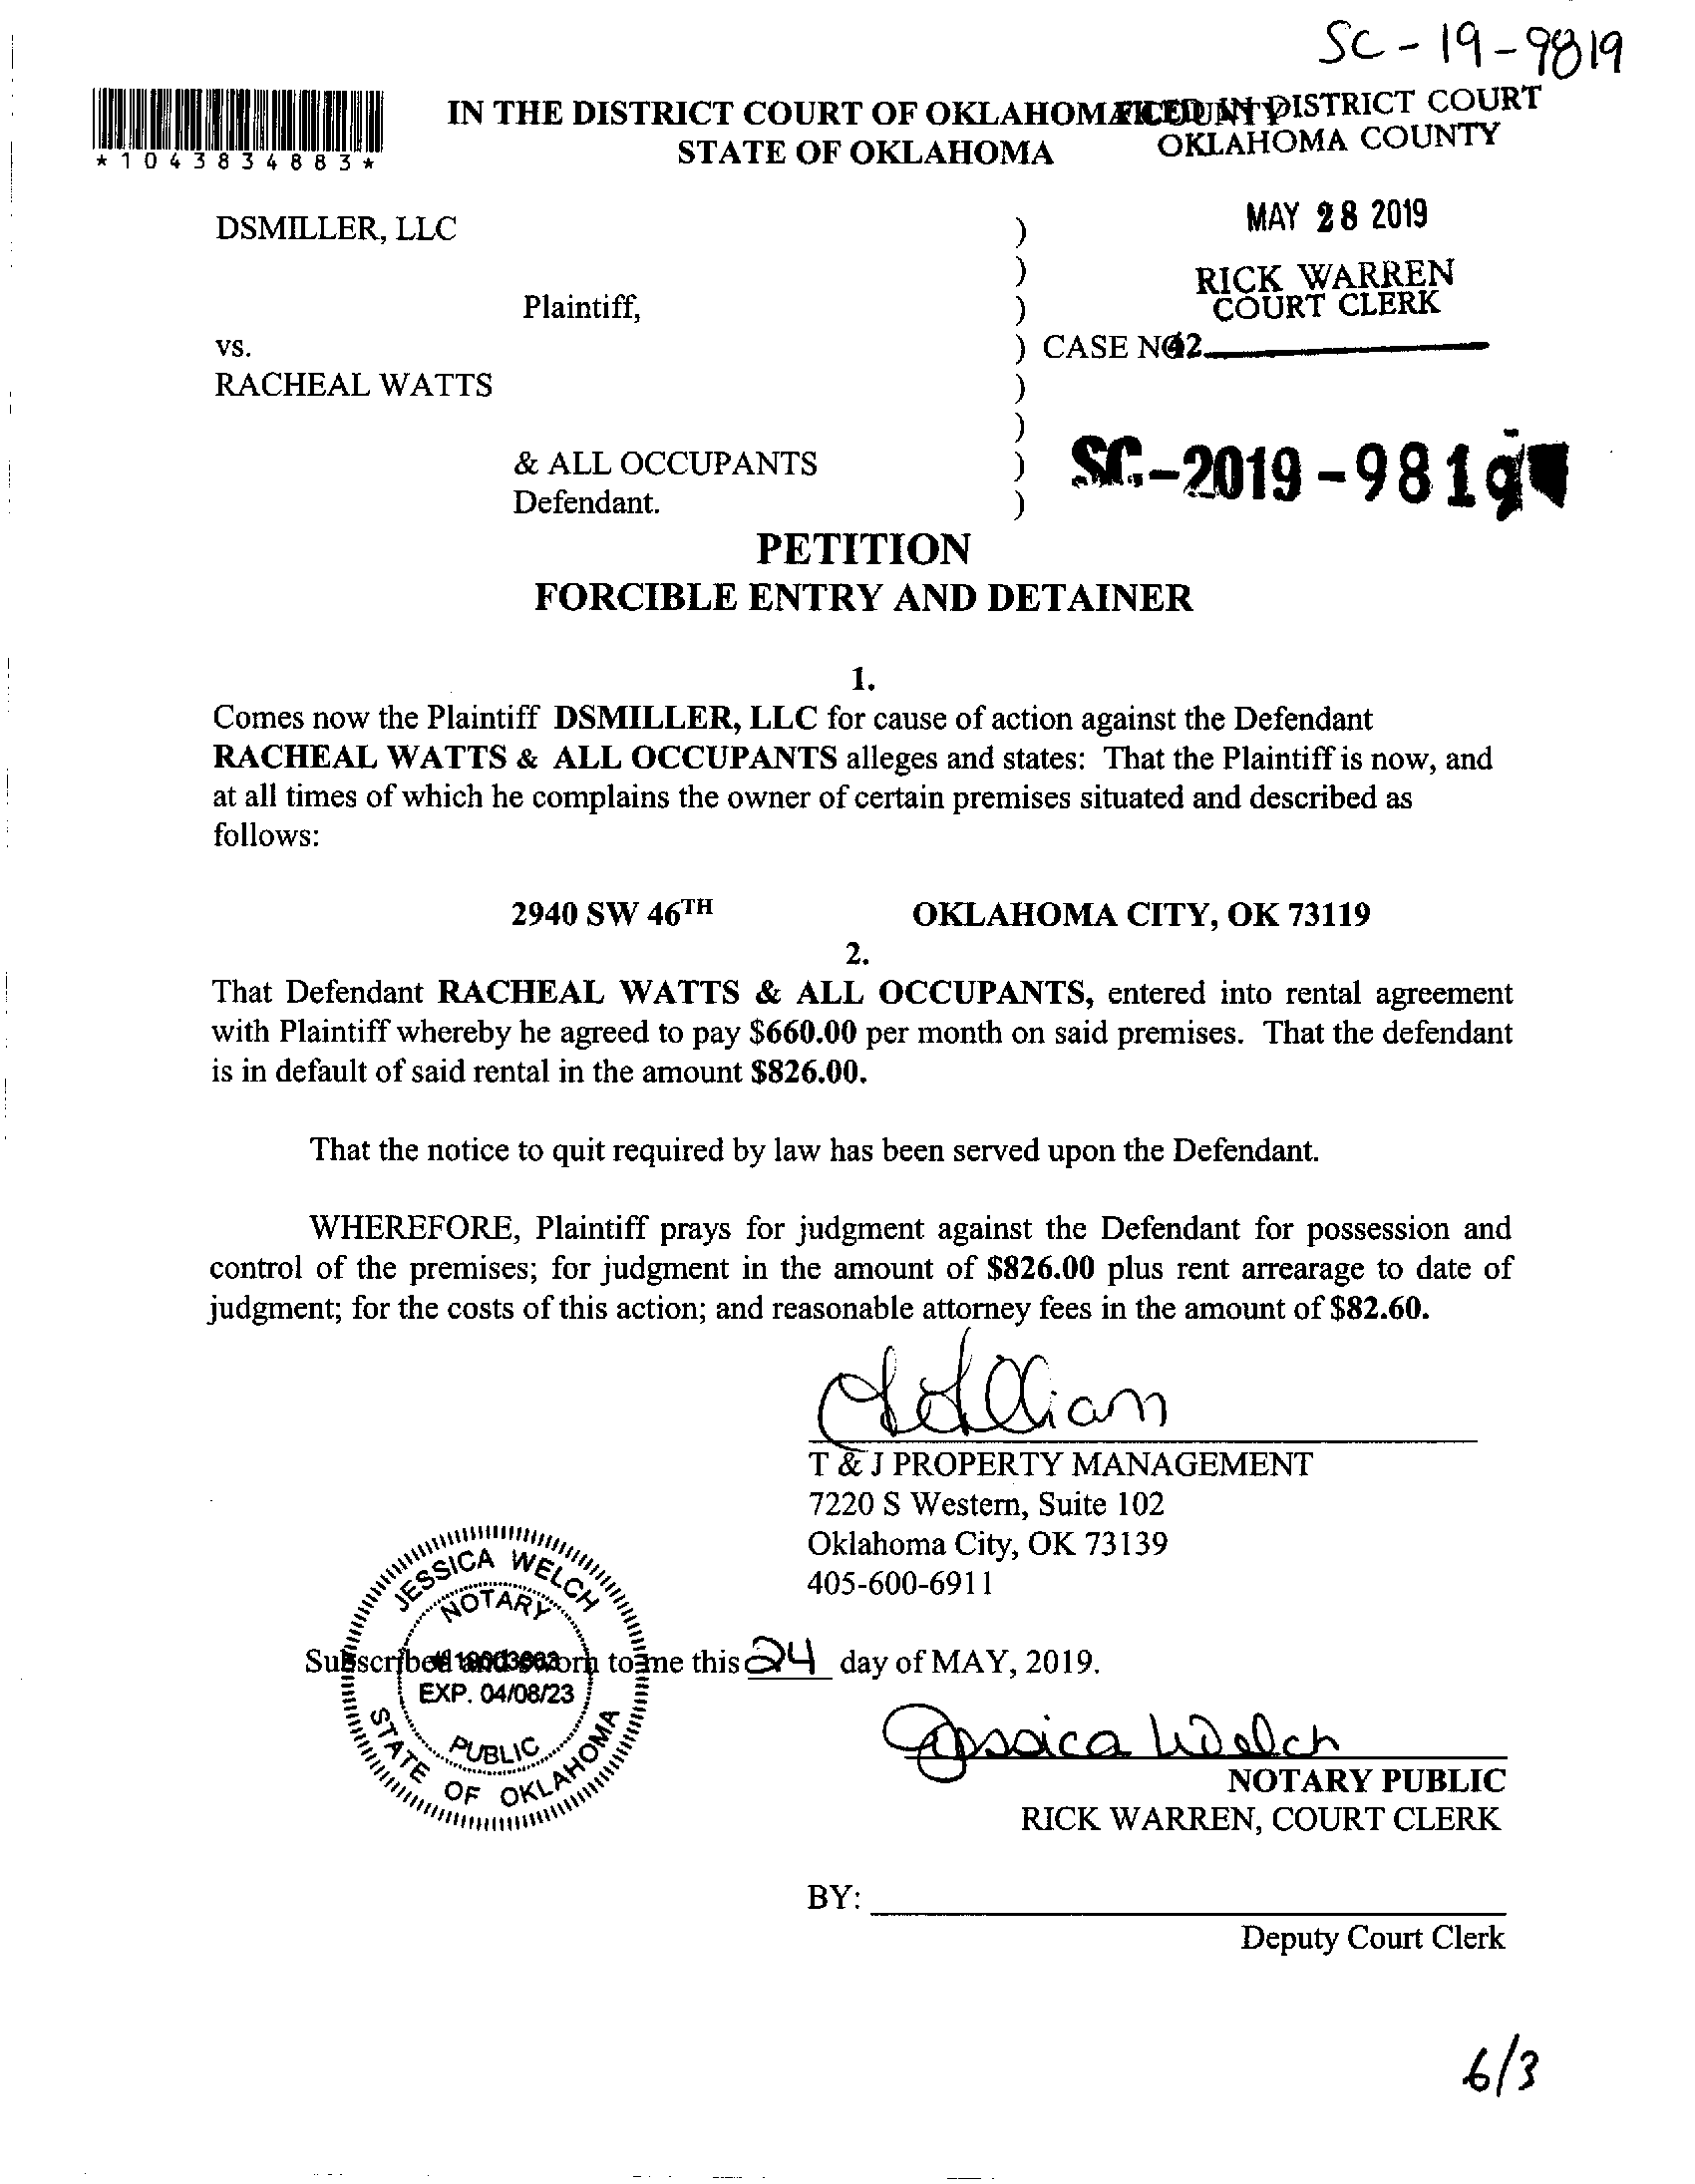 SC-19-9819
*1043834883*
IN THE DISTRICT COURT OF OKLAHOMA COUNTY
STATE OF OKLAHOMA
FILED IN DISTRICT COURT
OKLAHOMA COUNTY
MAY 28 2019
RICK WARREN
COURT CLERK
42
DSMILLER, LLC )
)
Plaintiff, )
vs. ) CASE NO.
RACHEAL WATTS )
)
& ALL OCCUPANTS )
Defendant. )
SC-2019-9819
PETITION
FORCIBLE ENTRY AND DETAINER
1.
Comes now the Plaintiff DSMILLER, LLC for cause of action against the Defendant
RACHEAL WATTS & ALL OCCUPANTS alleges and states: That the Plaintiff is now, and
at all times of which he complains the owner of certain premises situated and described as
follows:
2940 SW 46TH OKLAHOMA CITY, OK 73119
2.
That Defendant RACHEAL WATTS & ALL OCCUPANTS, entered into rental agreement
with Plaintiff whereby he agreed to pay $660.00 per month on said premises. That the defendant
is in default of said rental in the amount $826.00.
That the notice to quit required by law has been served upon the Defendant.
WHEREFORE, Plaintiff prays for judgment against the Defendant for possession and
control of the premises; for judgment in the amount of $826.00 plus rent arrearage to date of
judgment; for the costs of this action; and reasonable attorney fees in the amount of $82.60.
T & J PROPERTY MANAGEMENT
7220 S Western, Suite 102
Oklahoma City, OK 73139
405-600-6911
JESSICA WELCH
NOTARY
EXP. 04/08/23
PUBLIC
STATE OF OKLAHOMA
Subscribed and sworn to me this 24 day of MAY, 2019.
Jessica Welch
NOTARY PUBLIC
RICK WARREN, COURT CLERK
BY:
Deputy Court Clerk
6/3